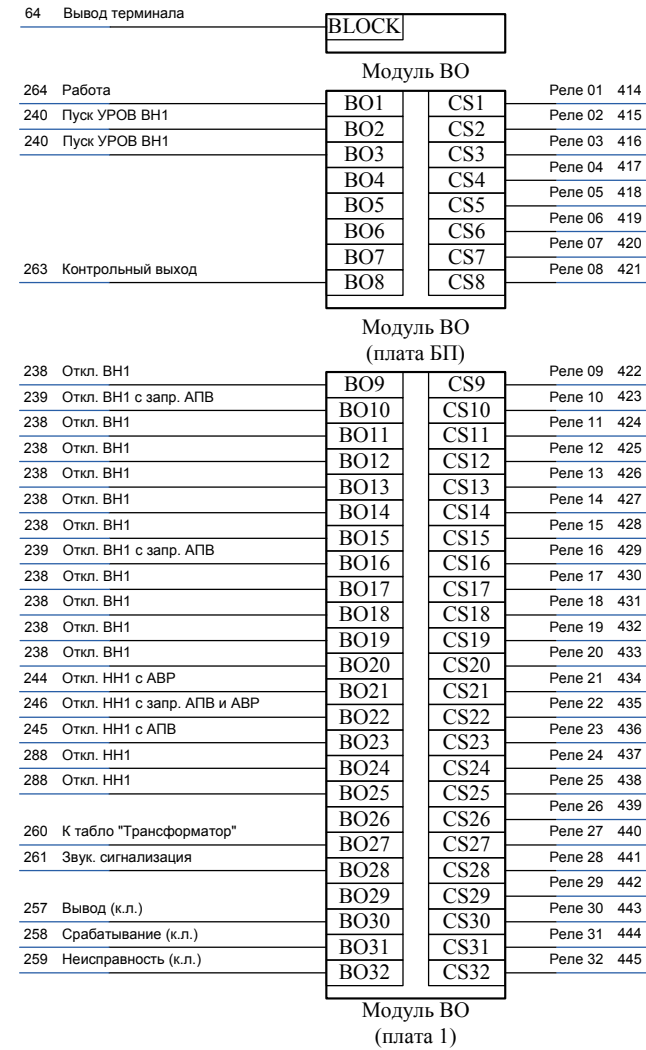 64 Вывод терминала
BLOCK
Модуль BO
264 Работа BO1 CS1 Реле 01 414
240 Пуск УРОВ ВН1 BO2 CS2 Реле 02 415
240 Пуск УРОВ ВН1 BO3 CS3 Реле 03 416
BO4 CS4 Реле 04 417
BO5 CS5 Реле 05 418
BO6 CS6 Реле 06 419
BO7 CS7 Реле 07 420
263 Контрольный выход BO8 CS8 Реле 08 421
Модуль BO
(плата БП)
238 Откл. ВН1 BO9 CS9 Реле 09 422
239 Откл. ВН1 с запр. АПВ BO10 CS10 Реле 10 423
238 Откл. ВН1 BO11 CS11 Реле 11 424
238 Откл. ВН1 BO12 CS12 Реле 12 425
238 Откл. ВН1 BO13 CS13 Реле 13 426
238 Откл. ВН1 BO14 CS14 Реле 14 427
238 Откл. ВН1 BO15 CS15 Реле 15 428
239 Откл. ВН1 с запр. АПВ BO16 CS16 Реле 16 429
238 Откл. ВН1 BO17 CS17 Реле 17 430
238 Откл. ВН1 BO18 CS18 Реле 18 431
238 Откл. ВН1 BO19 CS19 Реле 19 432
238 Откл. ВН1 BO20 CS20 Реле 20 433
244 Откл. НН1 с АВР BO21 CS21 Реле 21 434
246 Откл. НН1 с запр. АПВ и АВР BO22 CS22 Реле 22 435
245 Откл. НН1 с АПВ BO23 CS23 Реле 23 436
288 Откл. НН1 BO24 CS24 Реле 24 437
288 Откл. НН1 BO25 CS25 Реле 25 438
BO26 CS26 Реле 26 439
260 К табло "Трансформатор" BO27 CS27 Реле 27 440
261 Звук. сигнализация BO28 CS28 Реле 28 441
BO29 CS29 Реле 29 442
257 Вывод (к.л.) BO30 CS30 Реле 30 443
258 Срабатывание (к.л.) BO31 CS31 Реле 31 444
259 Неисправность (к.л.) BO32 CS32 Реле 32 445
Модуль BO
(плата 1)